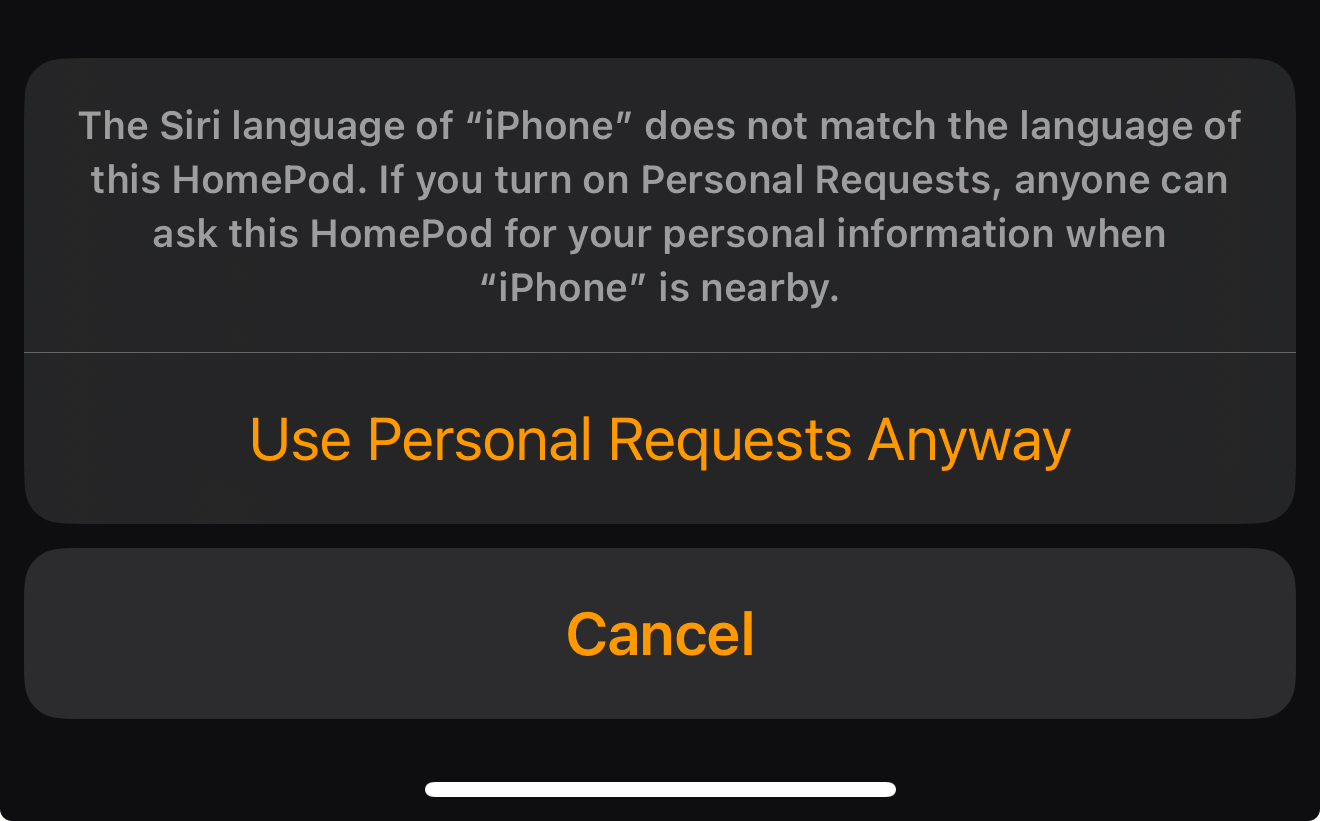 The Siri language of “iPhone” does not match the language of
this HomePod. If you turn on Personal Requests, anyone can
ask this HomePod for your personal information when
“iPhone” is nearby.
Use Personal Requests Anyway
Cancel